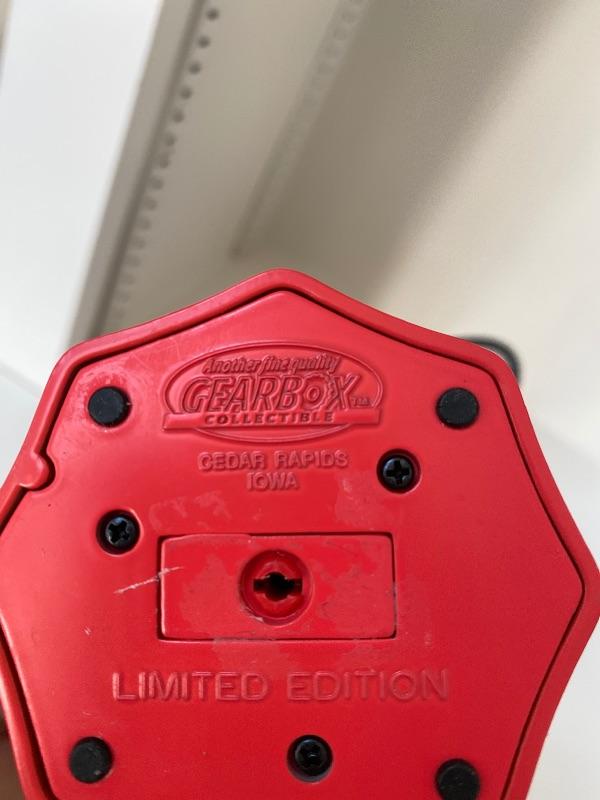 Another fine quality
GEARBOX TM
COLLECTIBLE
CEDAR RAPIDS
IOWA
LIMITED EDITION